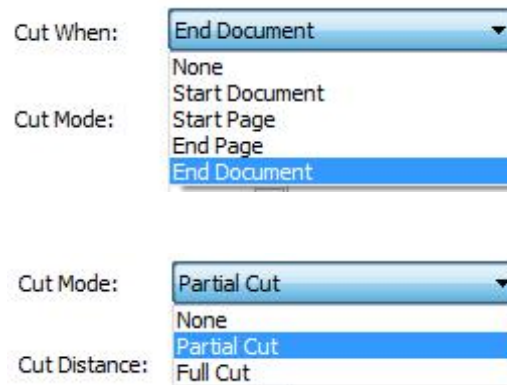 Cut When: End Document
None
Start Document
Cut Mode: Start Page
End Page
End Document
Cut Mode: Partial Cut
None
Partial Cut
Cut Distance: Full Cut